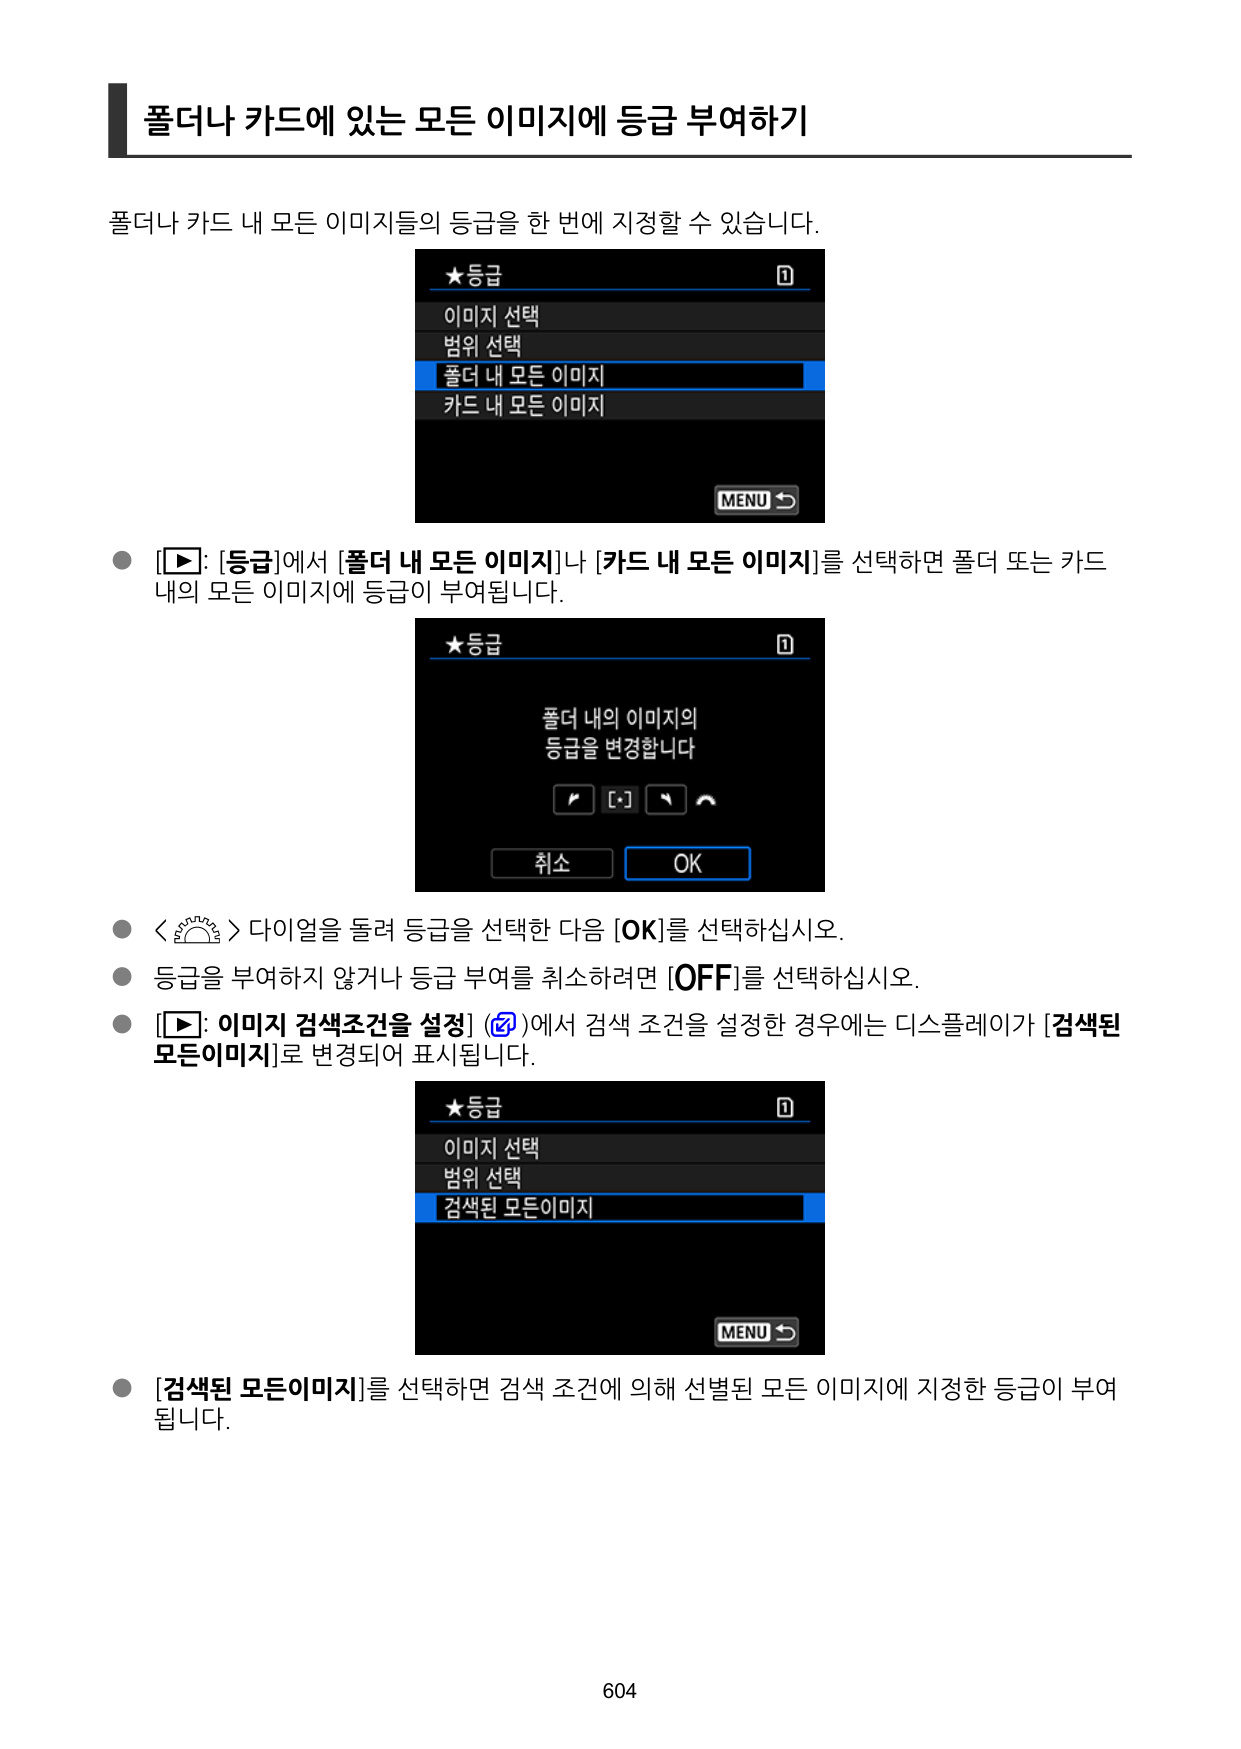 폴더나 카드에 있는 모든 이미지에 등급 부여하기
폴더나 카드 내 모든 이미지들의 등급을 한 번에 지정할 수 있습니다.
★등급 1
이미지 선택
범위 선택
폴더 내 모든 이미지
카드 내 모든 이미지
MENU
[▶: [등급]에서 [폴더 내 모든 이미지]나 [카드 내 모든 이미지]를 선택하면 폴더 또는 카드
내의 모든 이미지에 등급이 부여됩니다.
★등급 1
폴더 내의 이미지의
등급을 변경합니다
취소 OK
< > 다이얼을 돌려 등급을 선택한 다음 [OK]를 선택하십시오.
등급을 부여하지 않거나 등급 부여를 취소하려면 [OFF]를 선택하십시오.
[▶: 이미지 검색조건을 설정] ( )에서 검색 조건을 설정한 경우에는 디스플레이가 [검색된
모든이미지]로 변경되어 표시됩니다.
★등급 1
이미지 선택
범위 선택
검색된 모든이미지
MENU
[검색된 모든이미지]를 선택하면 검색 조건에 의해 선별된 모든 이미지에 지정한 등급이 부여
됩니다.
604